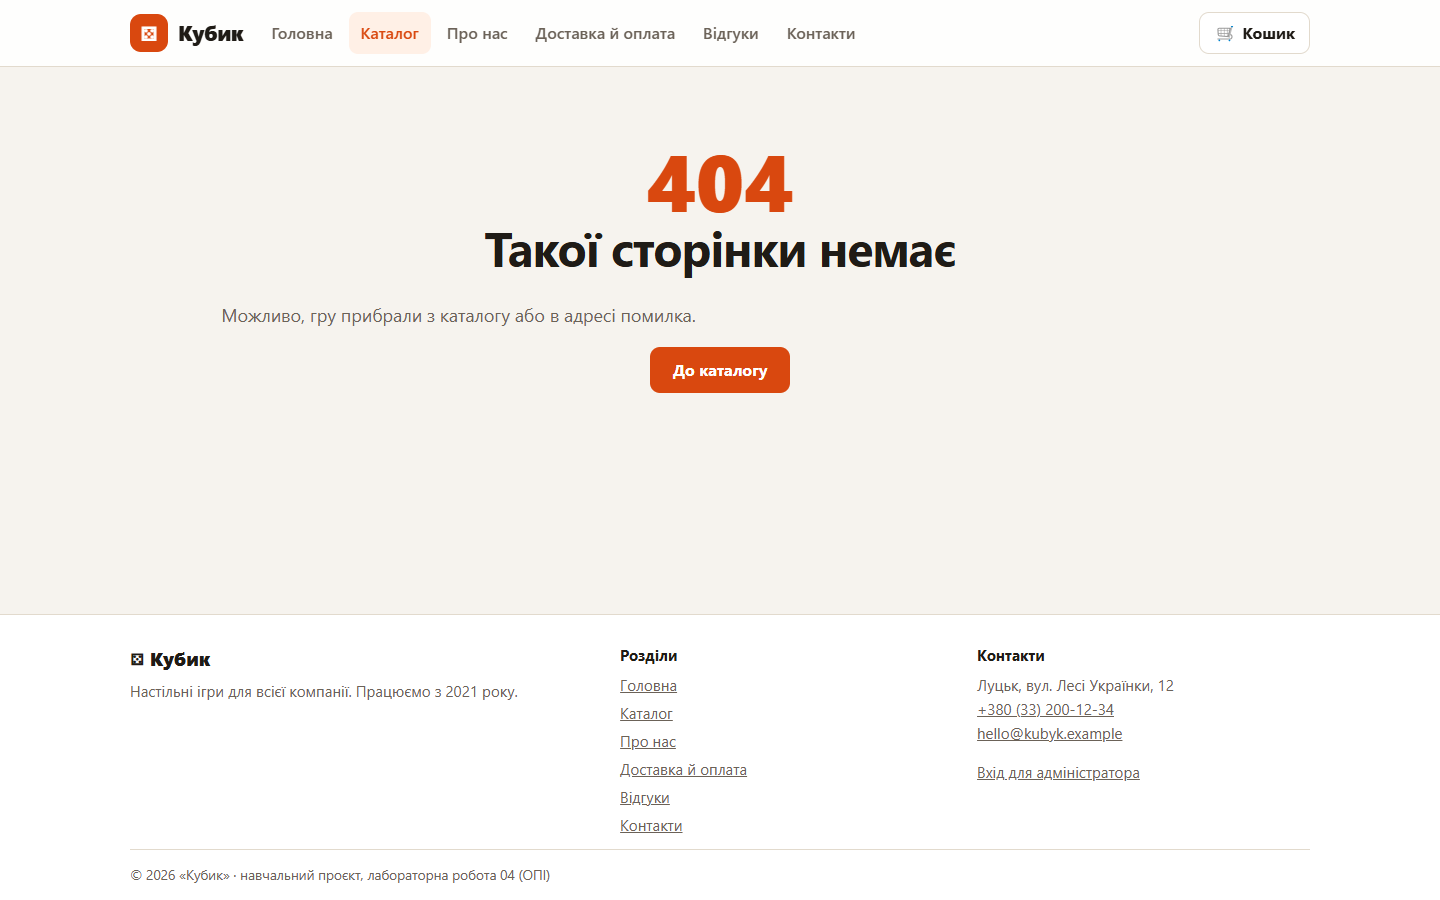 Кубик
Головна
Каталог
Про нас
Доставка й оплата
Відгуки
Контакти
Кошик
404
Такої сторінки немає
Можливо, гру прибрали з каталогу або в адресі помилка.
До каталогу
Кубик
Настільні ігри для всієї компанії. Працюємо з 2021 року.
Розділи
Головна
Каталог
Про нас
Доставка й оплата
Відгуки
Контакти
Контакти
Луцьк, вул. Лесі Українки, 12
+380 (33) 200-12-34
hello@kubyk.example
Вхід для адміністратора
© 2026 «Кубик» · навчальний проєкт, лабораторна робота 04 (ОПІ)